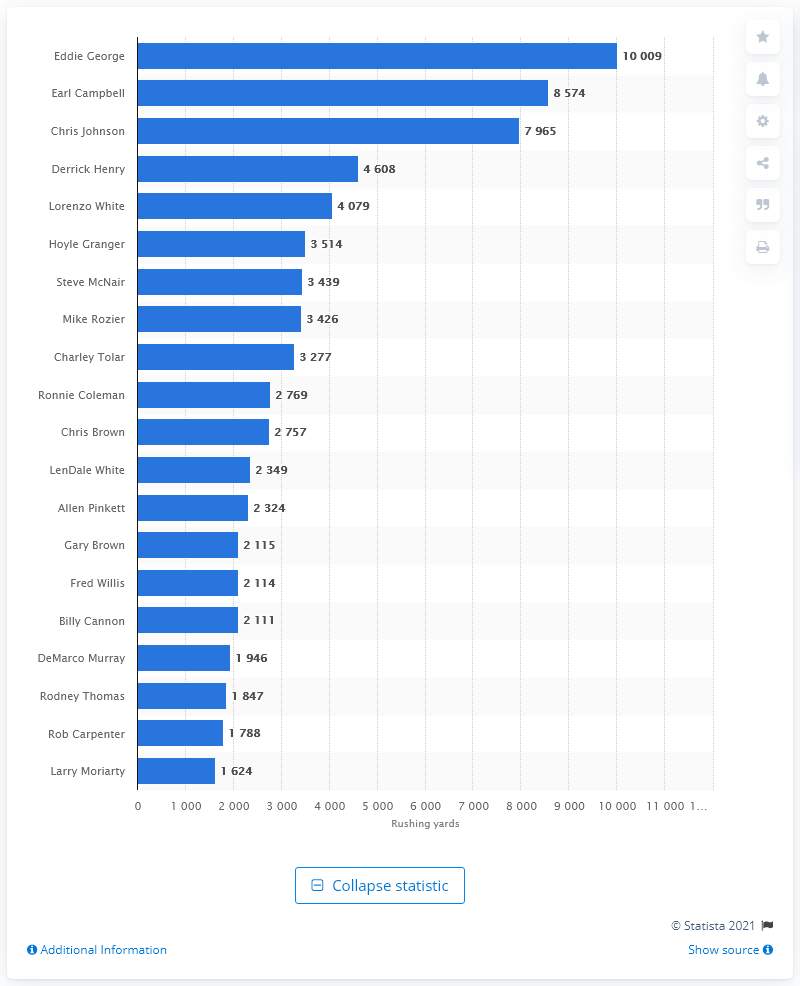 Eddie George 10 009
Earl Campbell 8 574
Chris Johnson 7 965
Derrick Henry 4 608
Lorenzo White 4 079
Hoyle Granger 3 514
Steve McNair 3 439
Mike Rozier 3 426
Charley Tolar 3 277
Ronnie Coleman 2 769
Chris Brown 2 757
LenDale White 2 349
Allen Pinkett 2 324
Gary Brown 2 115
Fred Willis 2 114
Billy Cannon 2 111
DeMarco Murray 1 946
Rodney Thomas 1 847
Rob Carpenter 1 788
Larry Moriarty 1 624
0 1 000 2 000 3 000 4 000 5 000 6 000 7 000 8 000 9 000 10 000 11 000 1…
Rushing yards
Collapse statistic
© Statista 2021
Additional Information Show source